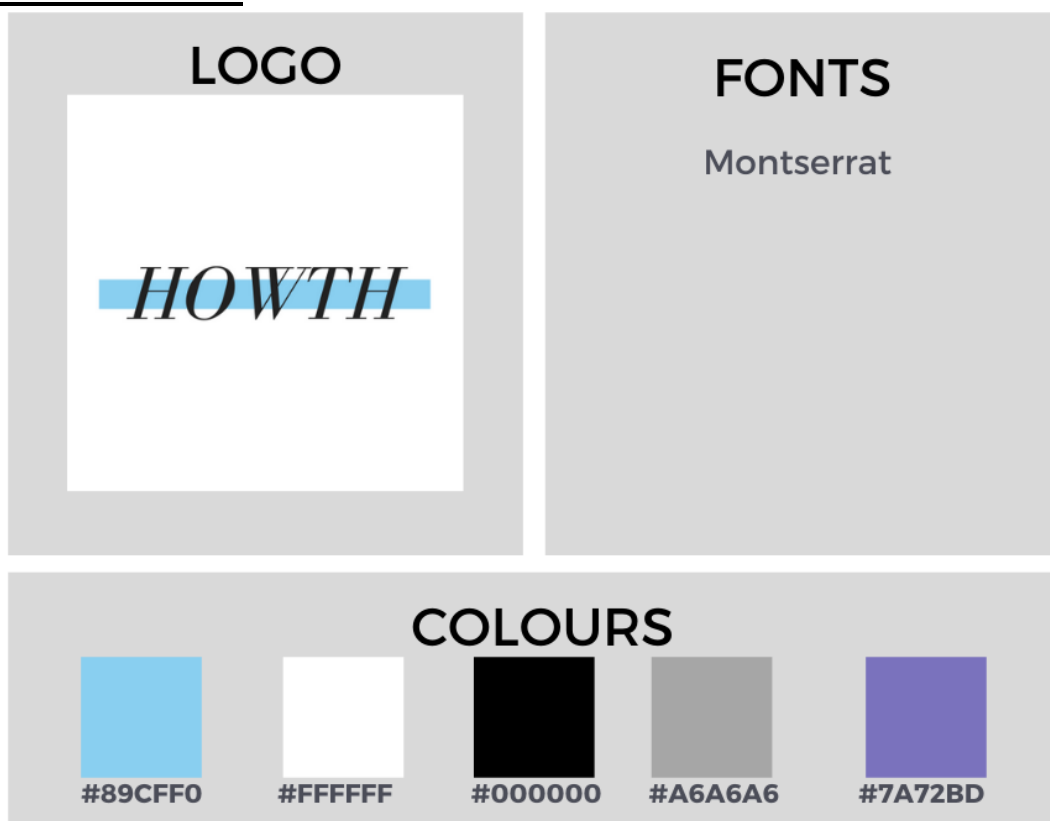 LOGO
HOWTH
FONTS
Montserrat
COLOURS
#89CFF0
#FFFFFF
#000000
#A6A6A6
#7A72BD